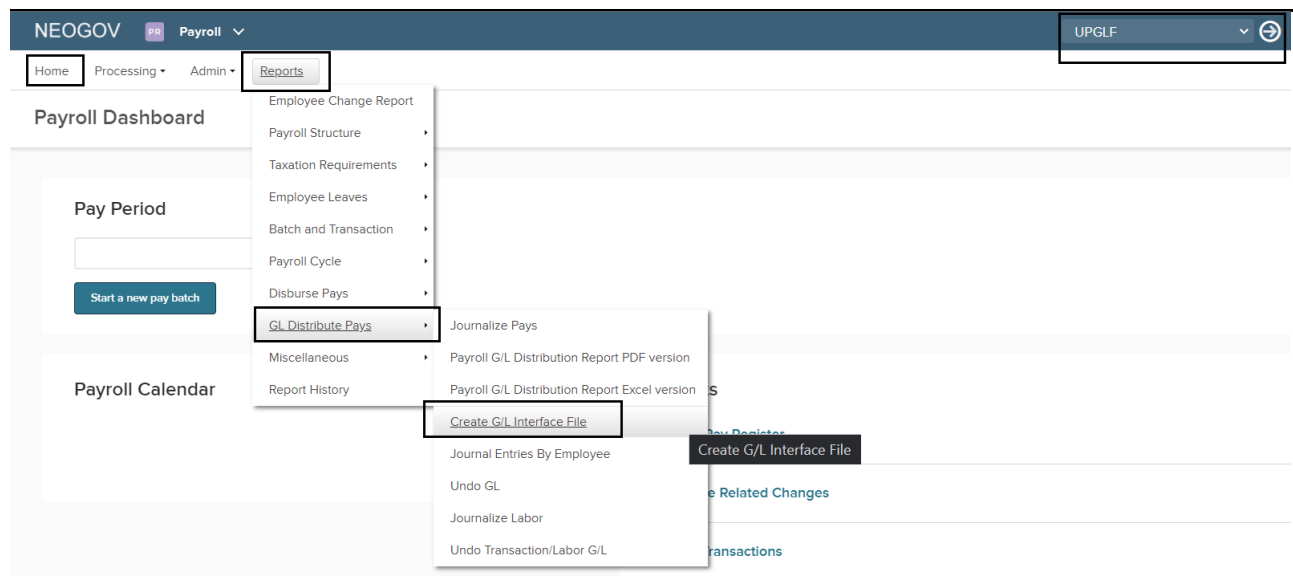 NEOGOV PR Payroll UPGLF
Home Processing Admin Reports
Payroll Dashboard
Employee Change Report
Payroll Structure
Taxation Requirements
Employee Leaves
Batch and Transaction
Payroll Cycle
Disburse Pays
GL Distribute Pays
Miscellaneous
Report History
Pay Period
Start a new pay batch
Payroll Calendar
Journalize Pays
Payroll G/L Distribution Report PDF version
Payroll G/L Distribution Report Excel version
Create G/L Interface File
Journal Entries By Employee
Undo GL
Journalize Labor
Undo Transaction/Labor G/L
Create G/L Interface File
Pay Register
Related Changes